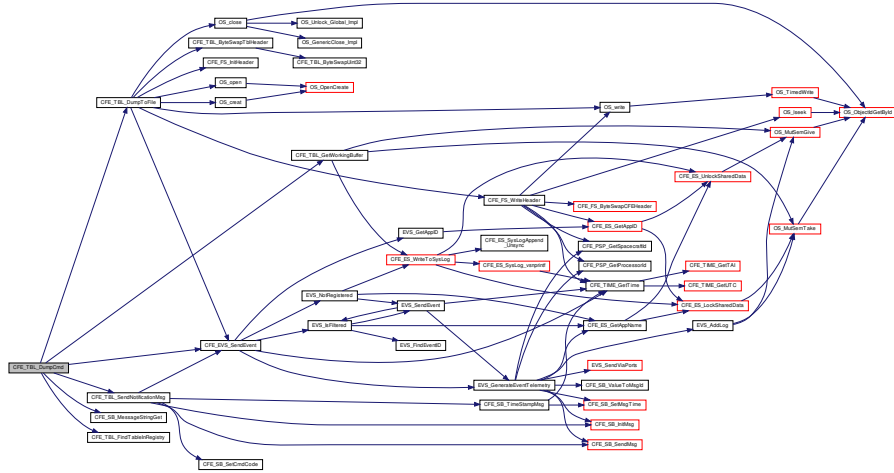 CFE_TBL_DumpCmd
CFE_TBL_DumpToFile
OS_close
OS_Unlock_Global_Impl
OS_GenericClose_Impl
CFE_TBL_ByteSwapTblHeader
CFE_TBL_ByteSwapUint32
CFE_FS_InitHeader
OS_open
OS_creat
OS_OpenCreate
OS_write
OS_TimedWrite
OS_lseek
OS_ObjectIdGetById
OS_MutSemGive
CFE_TBL_GetWorkingBuffer
CFE_ES_UnlockSharedData
CFE_FS_WriteHeader
CFE_FS_ByteSwapCFEHeader
CFE_ES_GetAppID
OS_MutSemTake
EVS_GetAppID
CFE_ES_SysLogAppend
_Unsync
CFE_PSP_GetSpacecraftId
CFE_ES_WriteToSysLog
CFE_ES_SysLog_vsnprintf
CFE_PSP_GetProcessorId
CFE_TIME_GetTAI
CFE_TIME_GetTime
CFE_TIME_GetUTC
EVS_NotRegistered
EVS_SendEvent
CFE_ES_LockSharedData
EVS_IsFiltered
CFE_ES_GetAppName
EVS_AddLog
CFE_EVS_SendEvent
EVS_FindEventID
EVS_SendViaPorts
EVS_GenerateEventTelemetry
CFE_SB_ValueToMsgId
CFE_TBL_SendNotificationMsg
CFE_SB_TimeStampMsg
CFE_SB_SetMsgTime
CFE_SB_MessageStringGet
CFE_SB_InitMsg
CFE_TBL_FindTableInRegistry
CFE_SB_SendMsg
CFE_SB_SetCmdCode